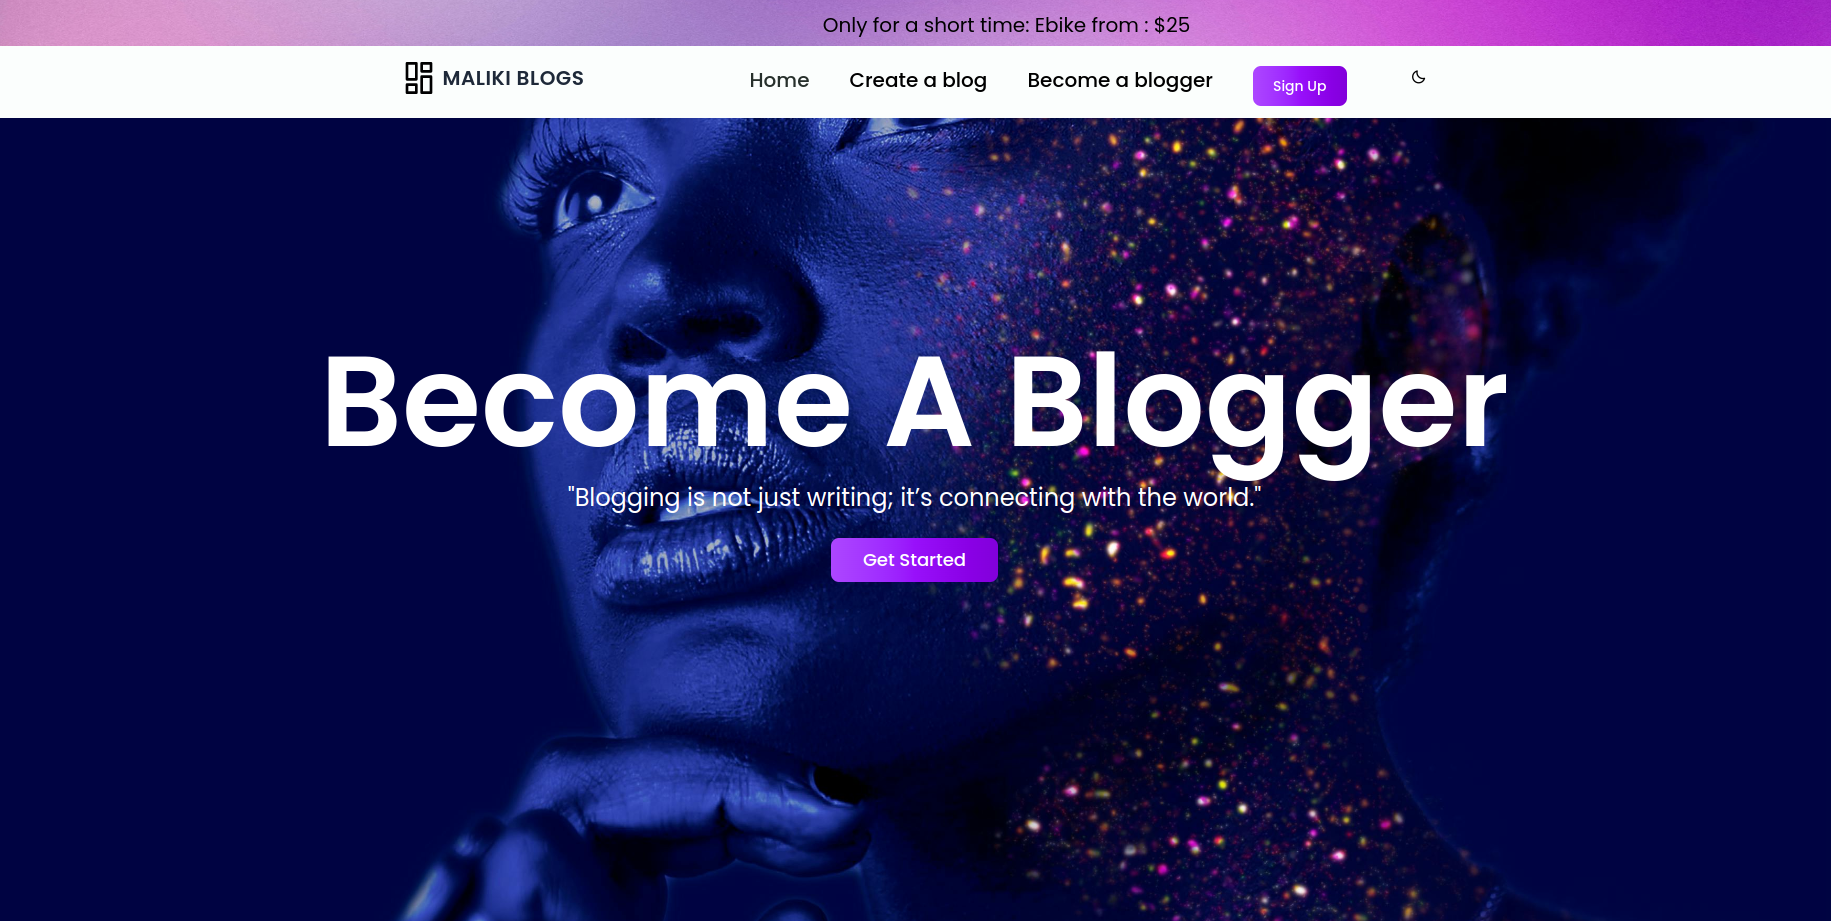 Only for a short time: Ebike from : $25
MALIKI BLOGS Home Create a blog Become a blogger Sign Up
Become A Blogger
"Blogging is not just writing; it’s connecting with the world."
Get Started